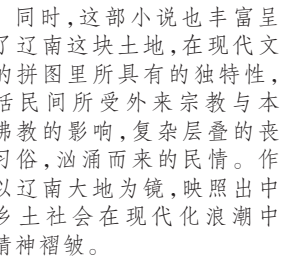 同时，这部小说也丰富呈
了辽南这块土地，在现代文
的拼图里所具有的独特性，
括民间所受外来宗教与本
佛教的影响，复杂层叠的丧
习俗，汹涌而来的民情。作
以辽南大地为镜，映照出中
乡土社会在现代化浪潮中
精神褶皱。